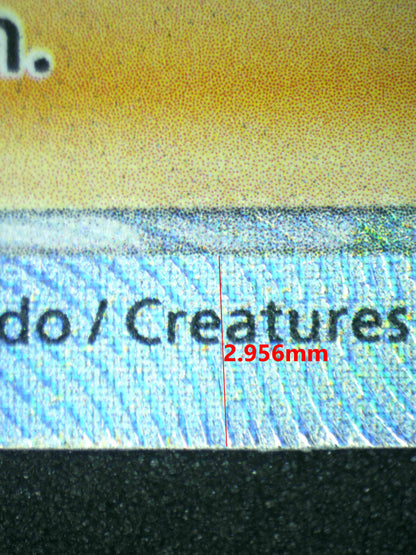 n.
do / Creatures
2.956mm